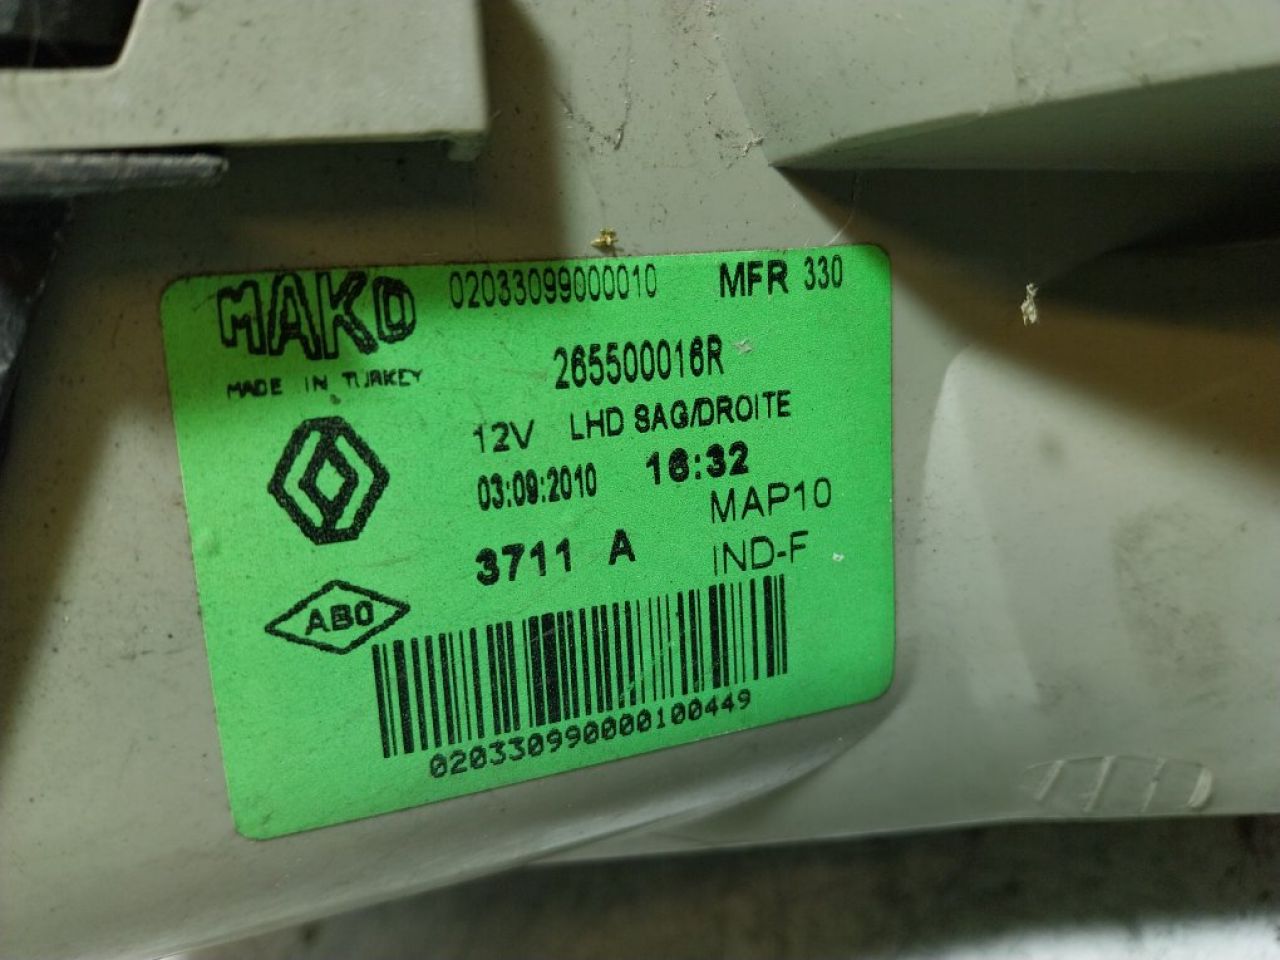 MAKO 02033099000010 MFR 330
MADE IN TURKEY
265500016R
12V LHD SAG/DROITE
03:09:2010 16:32
MAP10
3711 A IND-F
ABO
020330990000100449